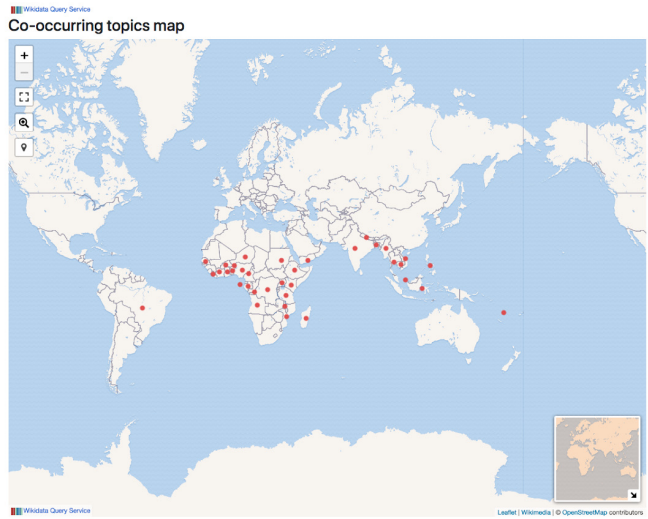 Wikidata Query Service
Co-occurring topics map
+
−
Wikidata Query Service
Leaflet | Wikimedia | © OpenStreetMap contributors